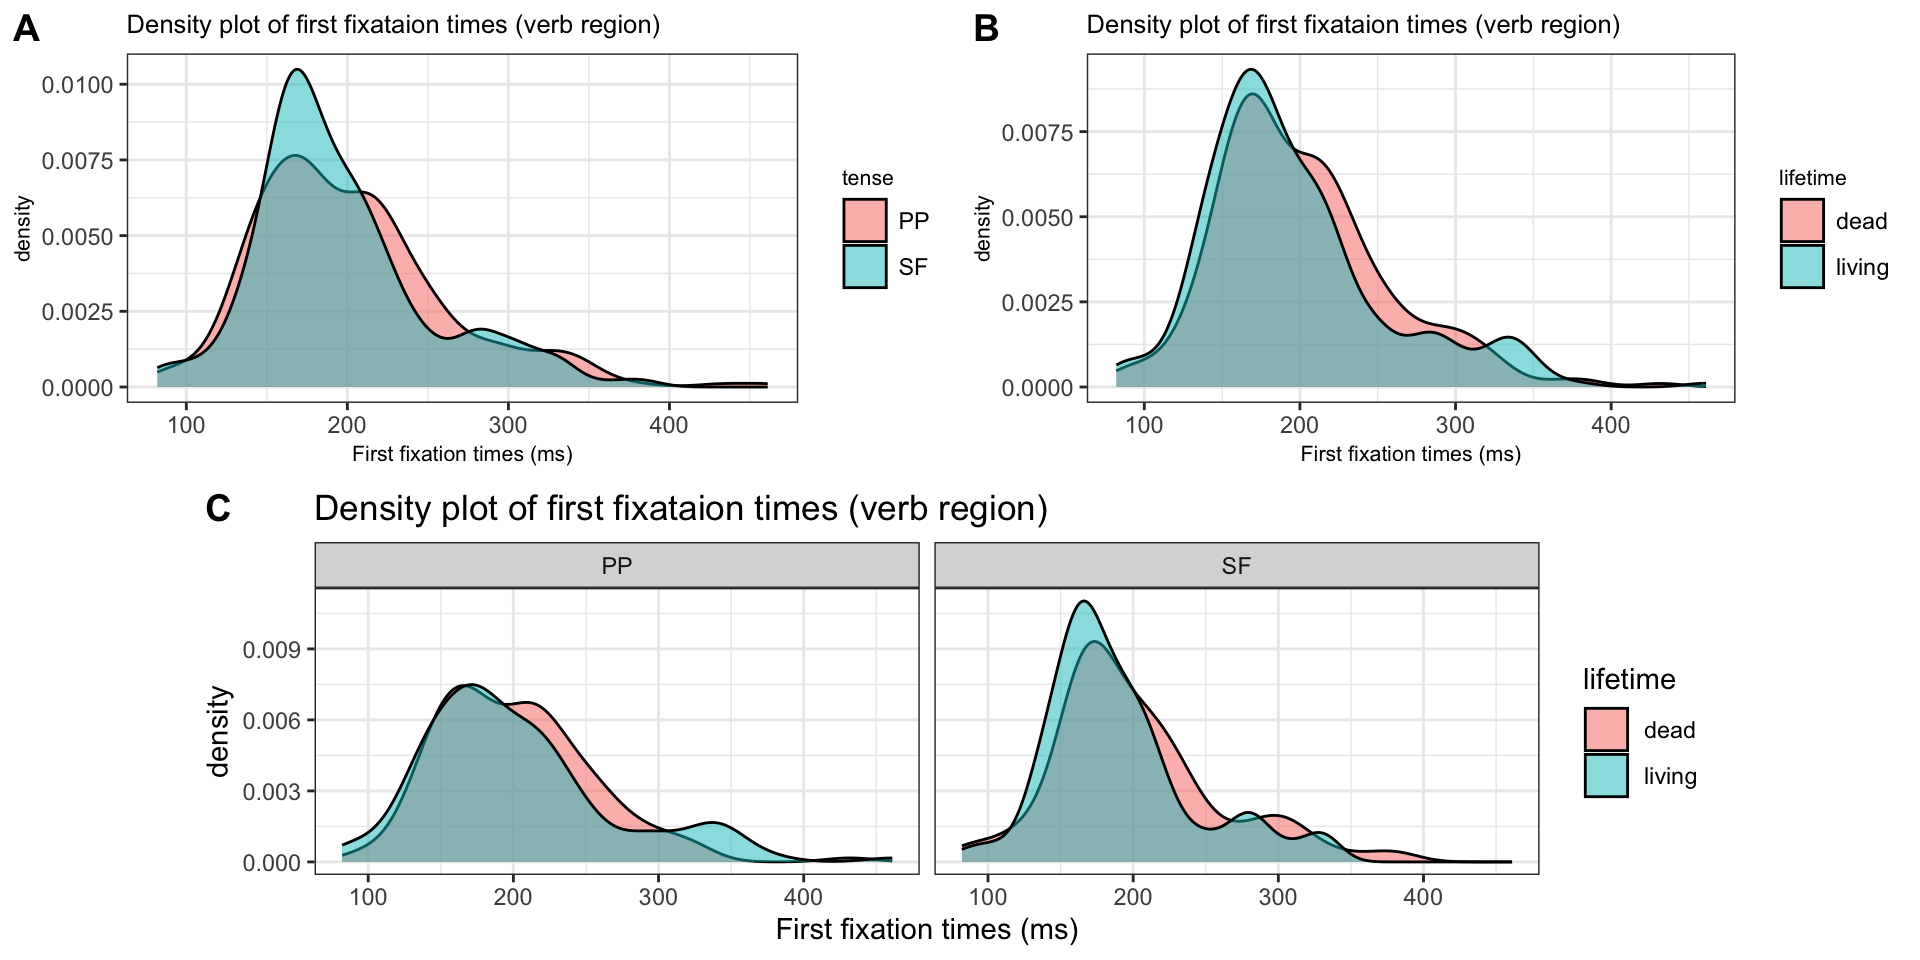 A
Density plot of first fixataion times (verb region)
0.0100
0.0075
0.0050
0.0025
0.0000
density
100 200 300 400
First fixation times (ms)
tense
PP
SF
B
Density plot of first fixataion times (verb region)
0.0075
0.0050
0.0025
0.0000
density
100 200 300 400
First fixation times (ms)
lifetime
dead
living
C
Density plot of first fixataion times (verb region)
PP
SF
0.009
0.006
0.003
0.000
density
100 200 300 400
100 200 300 400
First fixation times (ms)
lifetime
dead
living